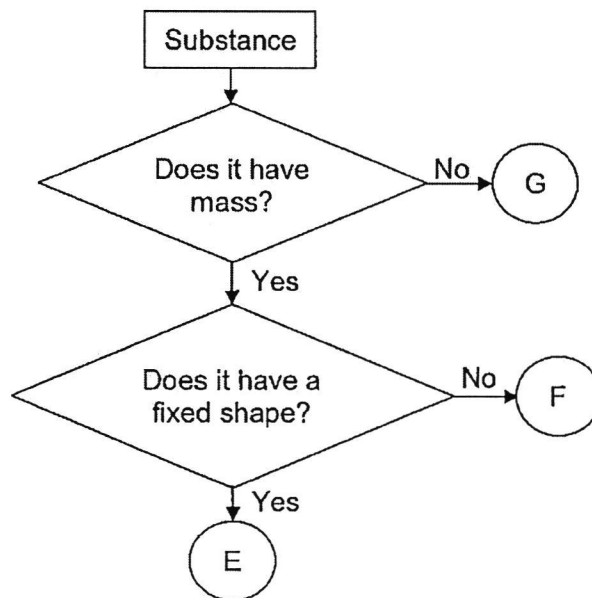 Substance
Does it have
mass?
No
G
Yes
Does it have a
fixed shape?
No
F
Yes
E